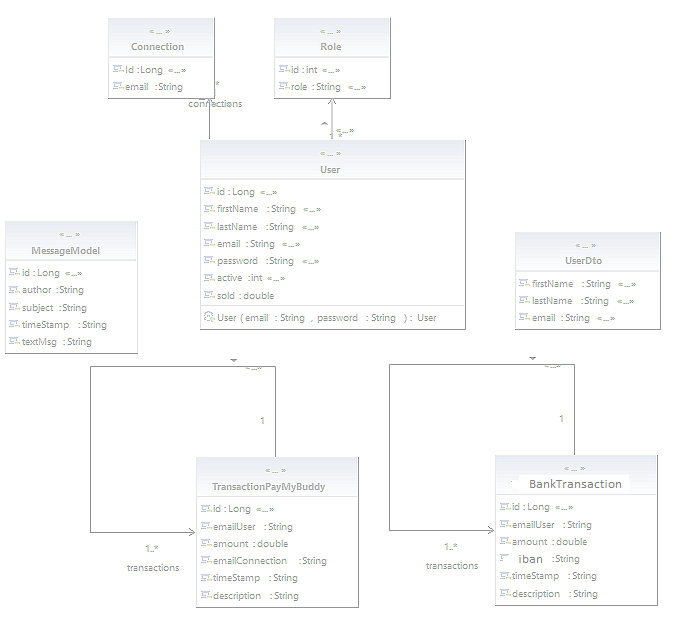 «... »
Connection
Id : Long «...»
email : String
«... »
Role
id : int «...»
role : String «...»
*
connections
«...»
1 *
«... »
User
id : Long «...»
firstName : String «...»
lastName : String «...»
email : String «...»
password : String «...»
active : int «...»
sold : double
User ( email : String , password : String ) : User
«... »
MessageModel
id : Long «...»
author : String
subject : String
timeStamp : String
textMsg : String
«... »
UserDto
firstName : String «...»
lastName : String «...»
email : String «...»
«...»
1
«... »
TransactionPayMyBuddy
id : Long «...»
emailUser : String
amount : double
emailConnection : String
timeStamp : String
description : String
1..*
transactions
«...»
1
«... »
BankTransaction
id : Long «...»
emailUser : String
amount : double
iban : String
timeStamp : String
description : String
1..*
transactions